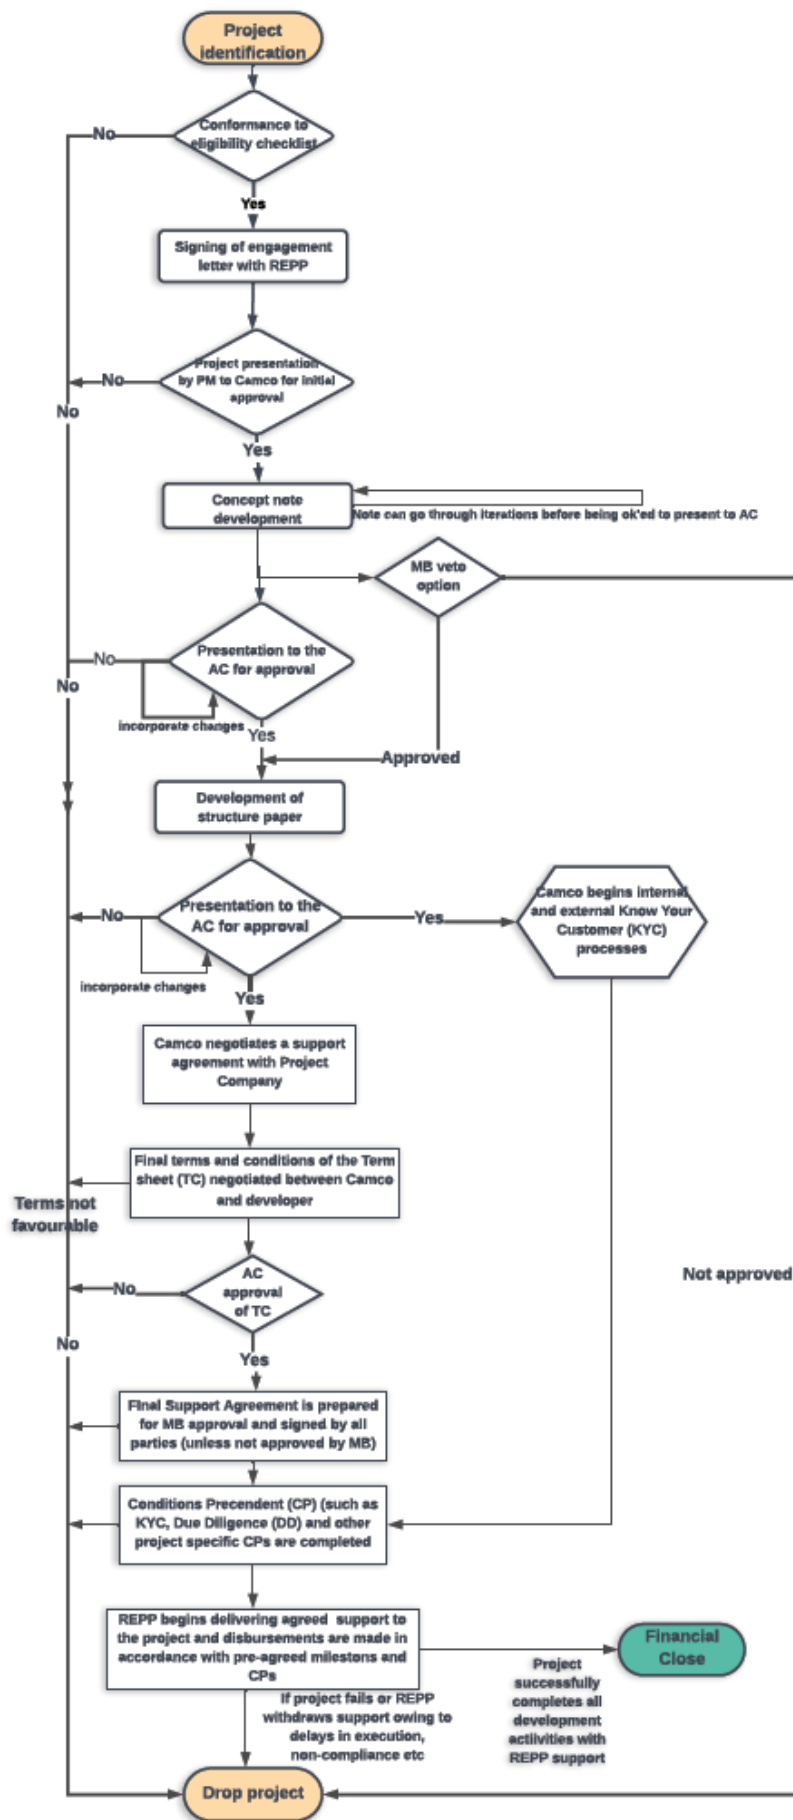 Project
identification
Conformance to
eligibility checklist
No
Yes
Signing of engagement
letter with REPP
Project presentation
by PM to Camco for initial
approval
No
No
Yes
Concept note
development
Note can go through iterations before being ok'ed to present to AC
MB veto
option
Presentation to the
AC for approval
No
No
incorporate changes
Yes
Approved
Development of
structure paper
Presentation to the
AC for approval
No
Yes
Camco begins internal
and external Know Your
Customer (KYC)
processes
incorporate changes
Yes
Camco negotiates a support
agreement with Project
Company
Final terms and conditions of the Term
sheet (TC) negotiated between Camco
and developer
Terms not
favourable
AC
approval
of TC
No
Not approved
No
Yes
Final Support Agreement is prepared
for MB approval and signed by all
parties (unless not approved by MB)
Conditions Precendent (CP) (such as
KYC, Due Diligence (DD) and other
project specific CPs are completed
REPP begins delivering agreed support to
the project and disbursements are made in
accordance with pre-agreed milestons and
CPs
Financial
Close
Project
successfully
completes all
development
actiivities with
REPP support
If project fails or REPP
withdraws support owing to
delays in execution,
non-compliance etc
Drop project